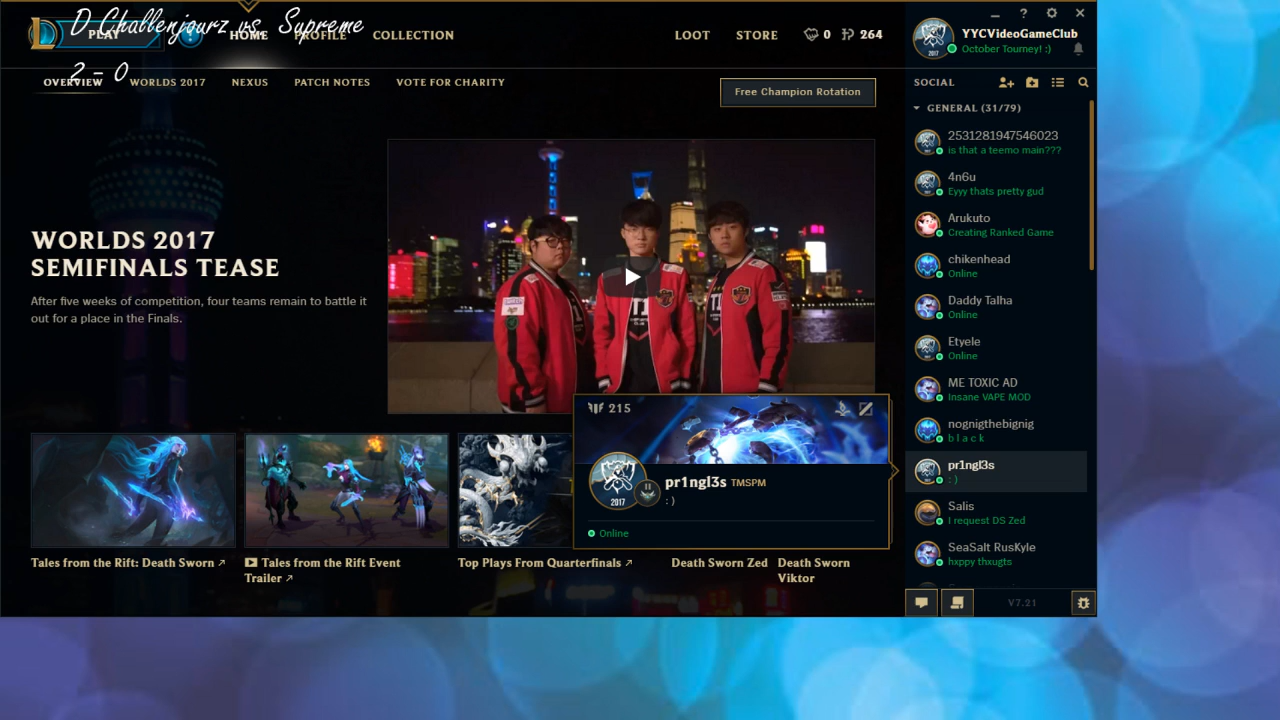 D Challenjourz vs. Supreme
2 - 0
PLAY
HOME
PROFILE
COLLECTION
LOOT
STORE
0
264
YYCVideoGameClub
October Tourney! :)
2017
OVERVIEW
WORLDS 2017
NEXUS
PATCH NOTES
VOTE FOR CHARITY
Free Champion Rotation
SOCIAL
GENERAL (31/79)
2531281947546023
is that a teemo main???
4n6u
Eyyy thats pretty gud
Arukuto
Creating Ranked Game
chikenhead
Online
Daddy Talha
Online
Etyele
Online
ME TOXIC AD
Insane VAPE MOD
nognigthebignig
b l a c k
pr1ngl3s
: )
Salis
I request DS Zed
SeaSalt RusKyle
hxppy thxugts
WORLDS 2017
SEMIFINALS TEASE
After five weeks of competition, four teams remain to battle it
out for a place in the Finals.
215
pr1ngl3s TMSPM
: )
2017
Online
Tales from the Rift: Death Sworn
Tales from the Rift Event
Trailer
Top Plays From Quarterfinals
Death Sworn Zed
Death Sworn
Viktor
V7.21